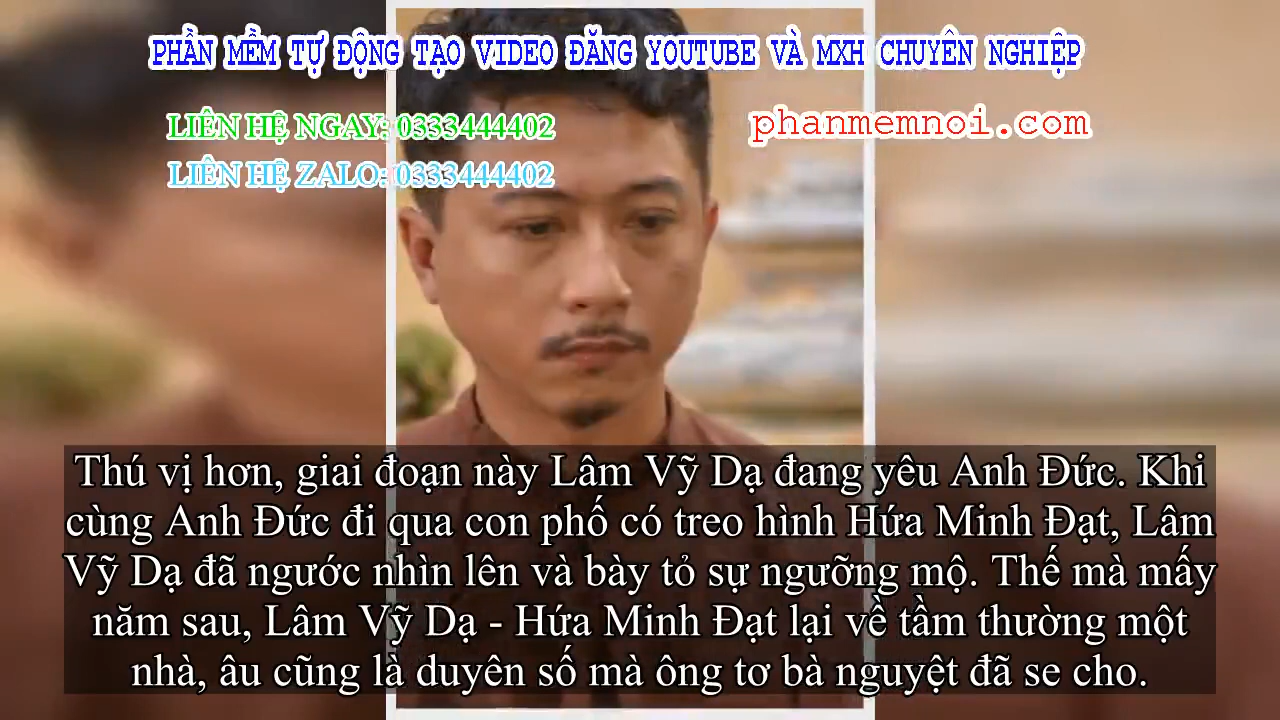 PHẦN MỀM TỰ ĐỘNG TẠO VIDEO ĐĂNG YOUTUBE VÀ MXH CHUYÊN NGHIỆP
LIÊN HỆ NGAY: 0333444402
phanmemnoi.com
LIÊN HỆ ZALO: 0333444402
Thú vị hơn, giai đoạn này Lâm Vỹ Dạ đang yêu Anh Đức. Khi
cùng Anh Đức đi qua con phố có treo hình Hứa Minh Đạt, Lâm
Vỹ Dạ đã ngước nhìn lên và bày tỏ sự ngưỡng mộ. Thế mà mấy
năm sau, Lâm Vỹ Dạ - Hứa Minh Đạt lại về tầm thường một
nhà, âu cũng là duyên số mà ông tơ bà nguyệt đã se cho.